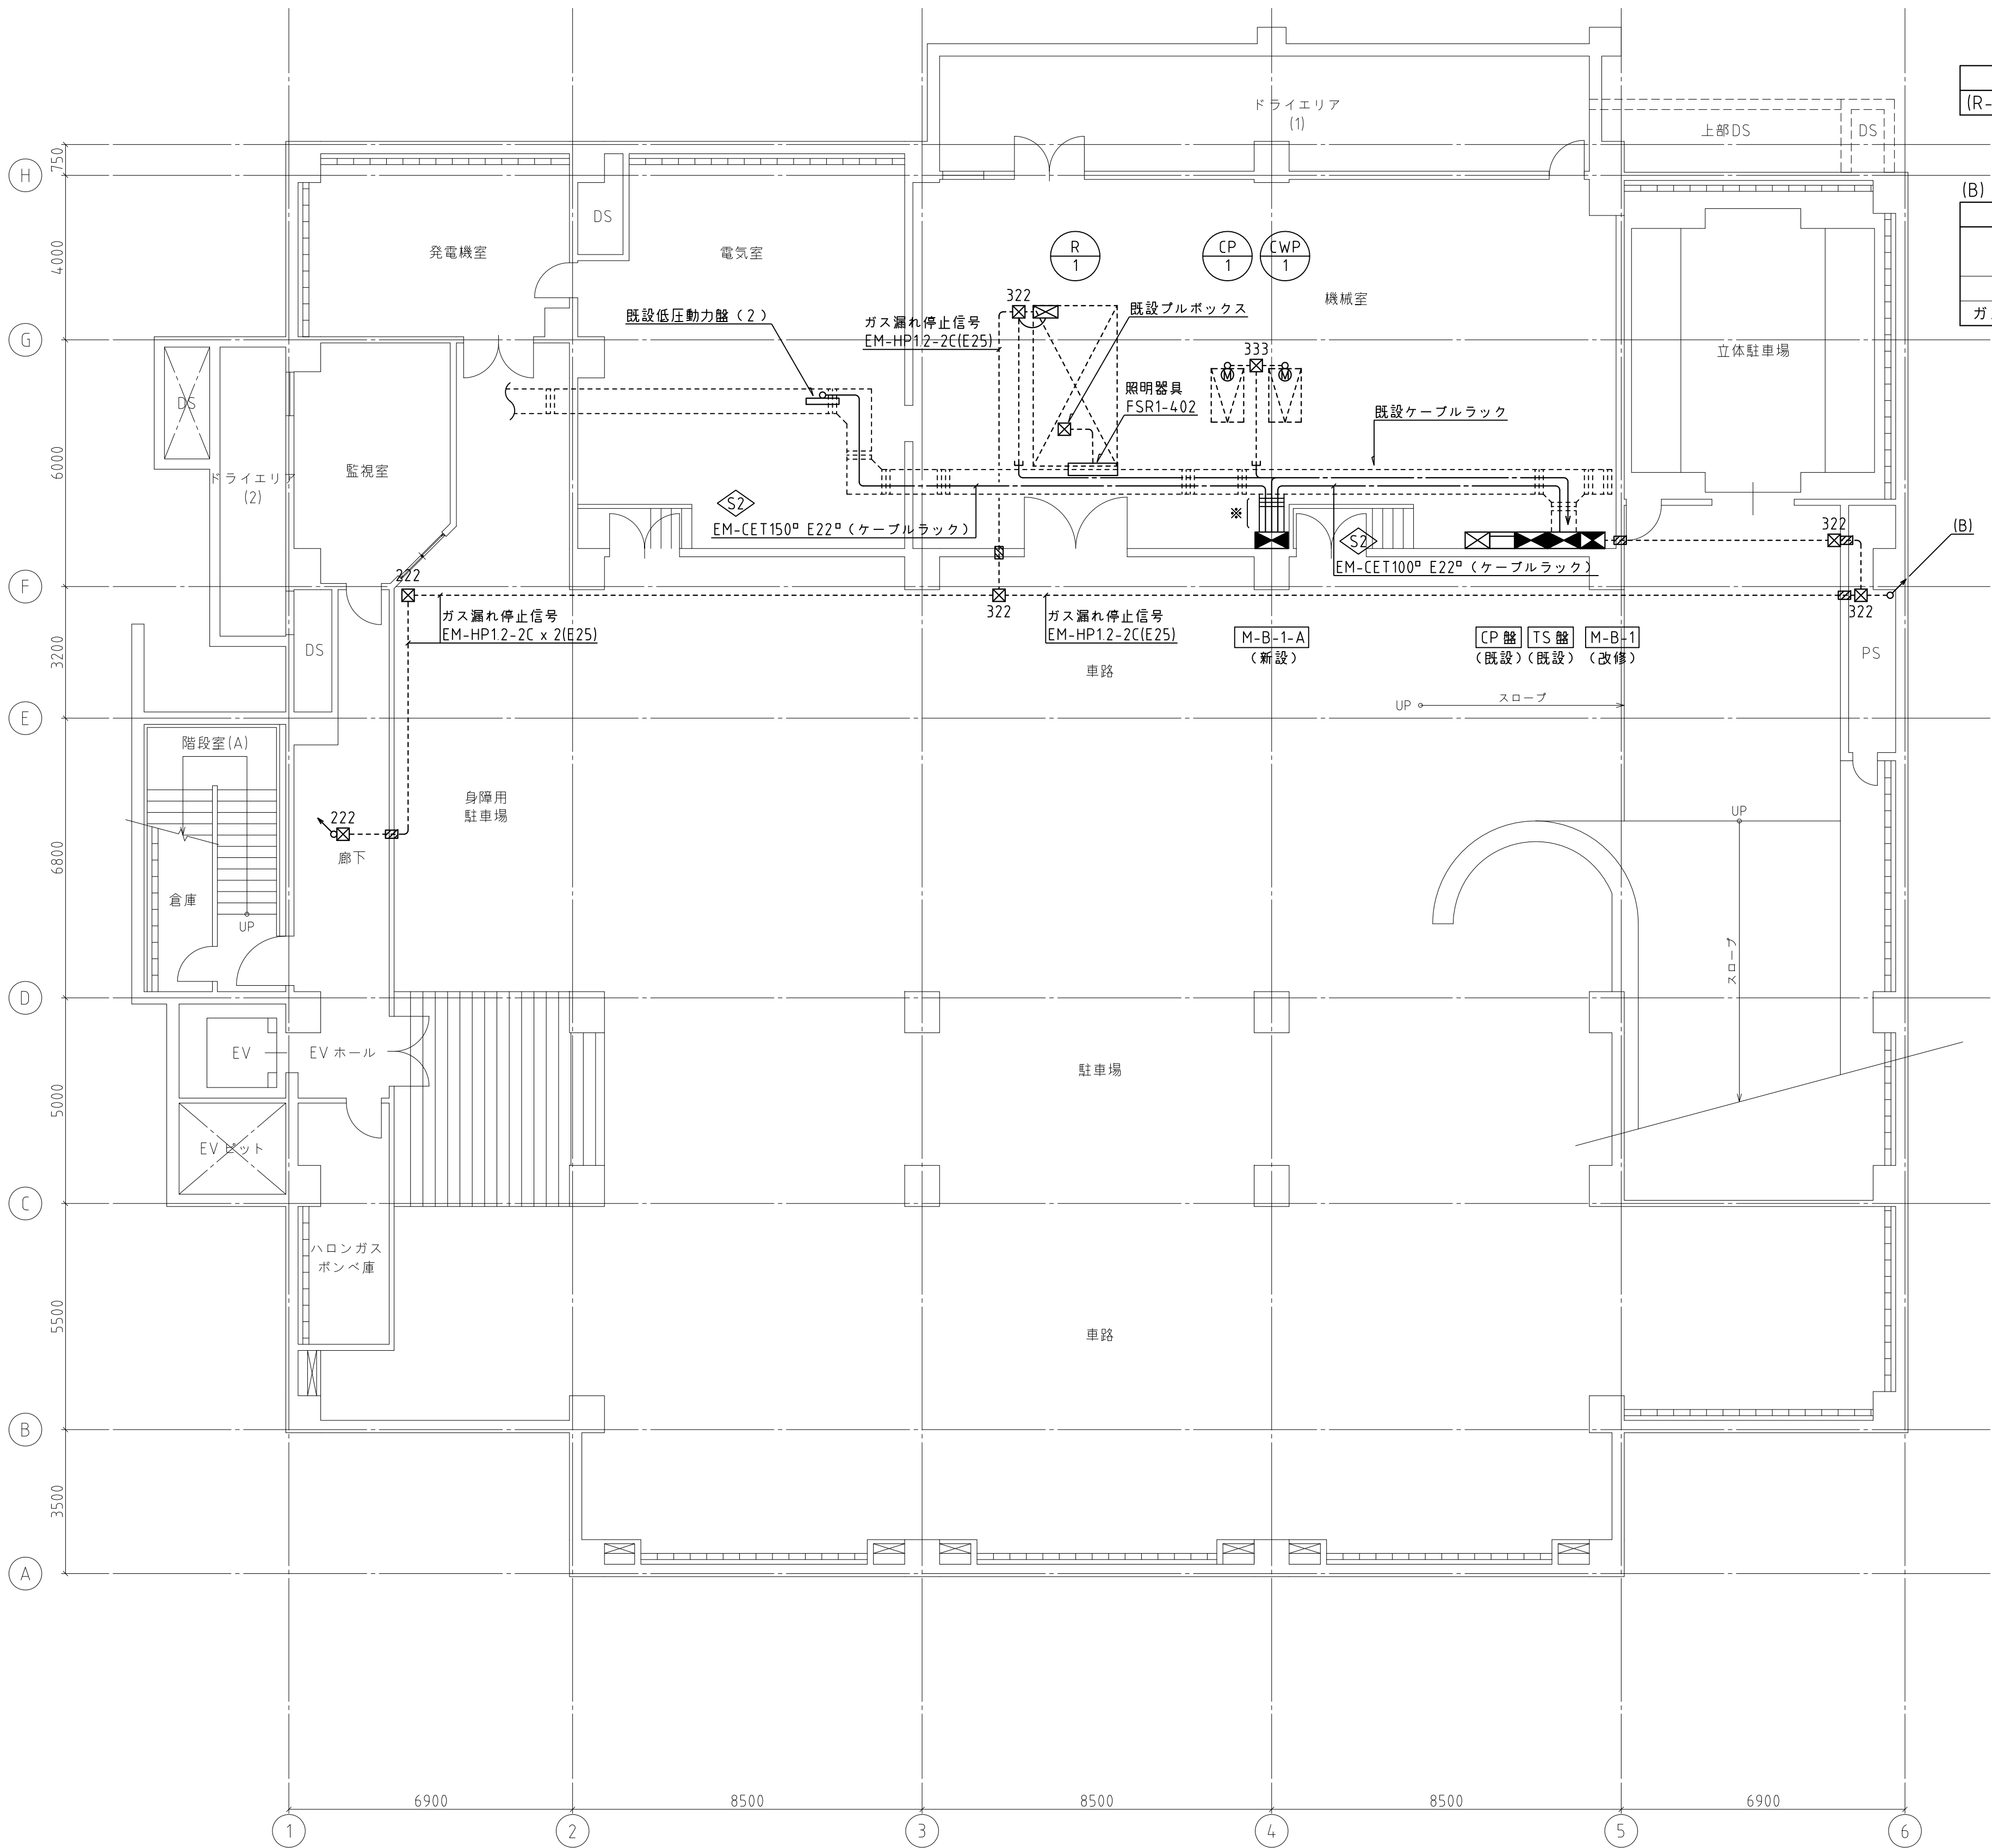 (R-
ドライエリア
(1)
上部DS
DS
750
H
(B)
DS
4000
発電機室
電気室
R
1
CP
1
CWP
1
機械室
322
既設低圧動力盤（2）
ガス漏れ停止信号
EM-HP1.2-2C(E25)
既設プルボックス
ガ
G
333
立体駐車場
M
M
照明器具
FSR1-402
DS
既設ケーブルラック
6000
監視室
ドライエリア
(2)
S2
※
EM-CET150° E22°（ケーブルラック）
S2
322
(B)
EM-CET100° E22°（ケーブルラック）
222
F
ガス漏れ停止信号
EM-HP1.2-2C x 2(E25)
322
ガス漏れ停止信号
EM-HP1.2-2C(E25)
322
M-B-1-A
（新設）
CP 盤
（既設）
TS 盤
（既設）
M-B-1
（改修）
3200
DS
PS
車路
UP
スロープ
E
階段室(A)
身障用
駐車場
UP
222
廊下
6800
倉庫
UP
スロープ
D
EV
EV ホール
駐車場
5000
EV ピット
C
ハロンガス
ボンベ庫
5500
車路
B
3500
A
6900
8500
8500
8500
6900
1
2
3
4
5
6